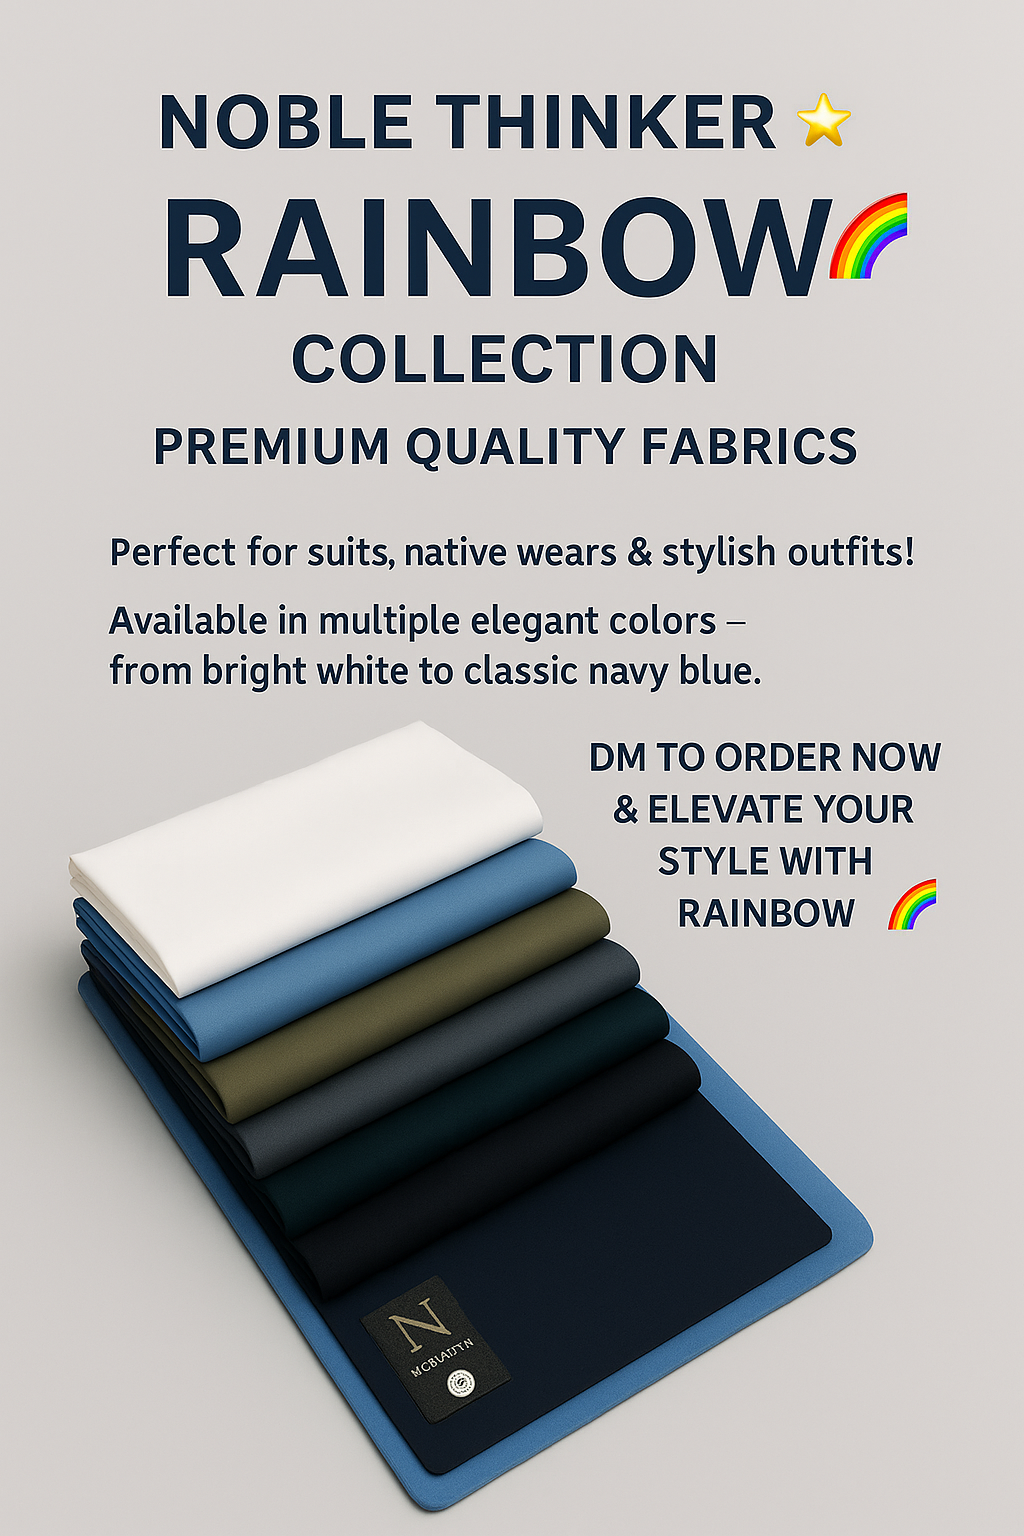 NOBLE THINKER ⭐
RAINBOW🌈
COLLECTION
PREMIUM QUALITY FABRICS
Perfect for suits, native wears & stylish outfits!
Available in multiple elegant colors –
from bright white to classic navy blue.
DM TO ORDER NOW
& ELEVATE YOUR
STYLE WITH
RAINBOW 🌈
N